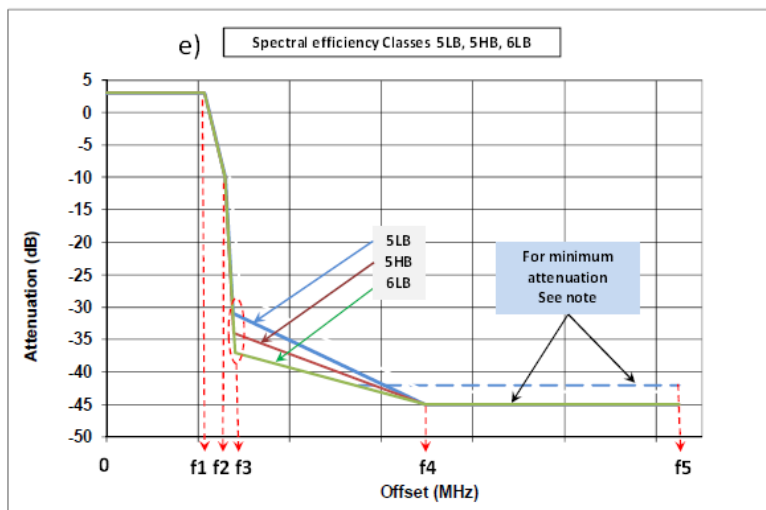 e)
Spectral efficiency Classes 5LB, 5HB, 6LB
5
0
-5
-10
-15
-20
-25
-30
-35
-40
-45
-50
Attenuation (dB)
5LB
5HB
6LB
For minimum
attenuation
See note
0
f1
f2
f3
f4
f5
Offset (MHz)